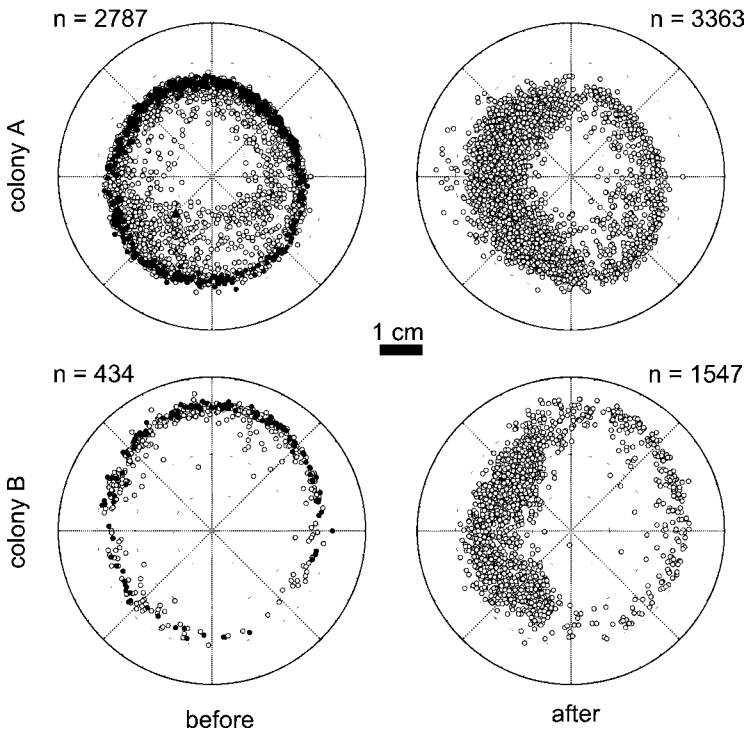 n = 2787
n = 3363
colony A
1 cm
n = 434
n = 1547
colony B
before
after